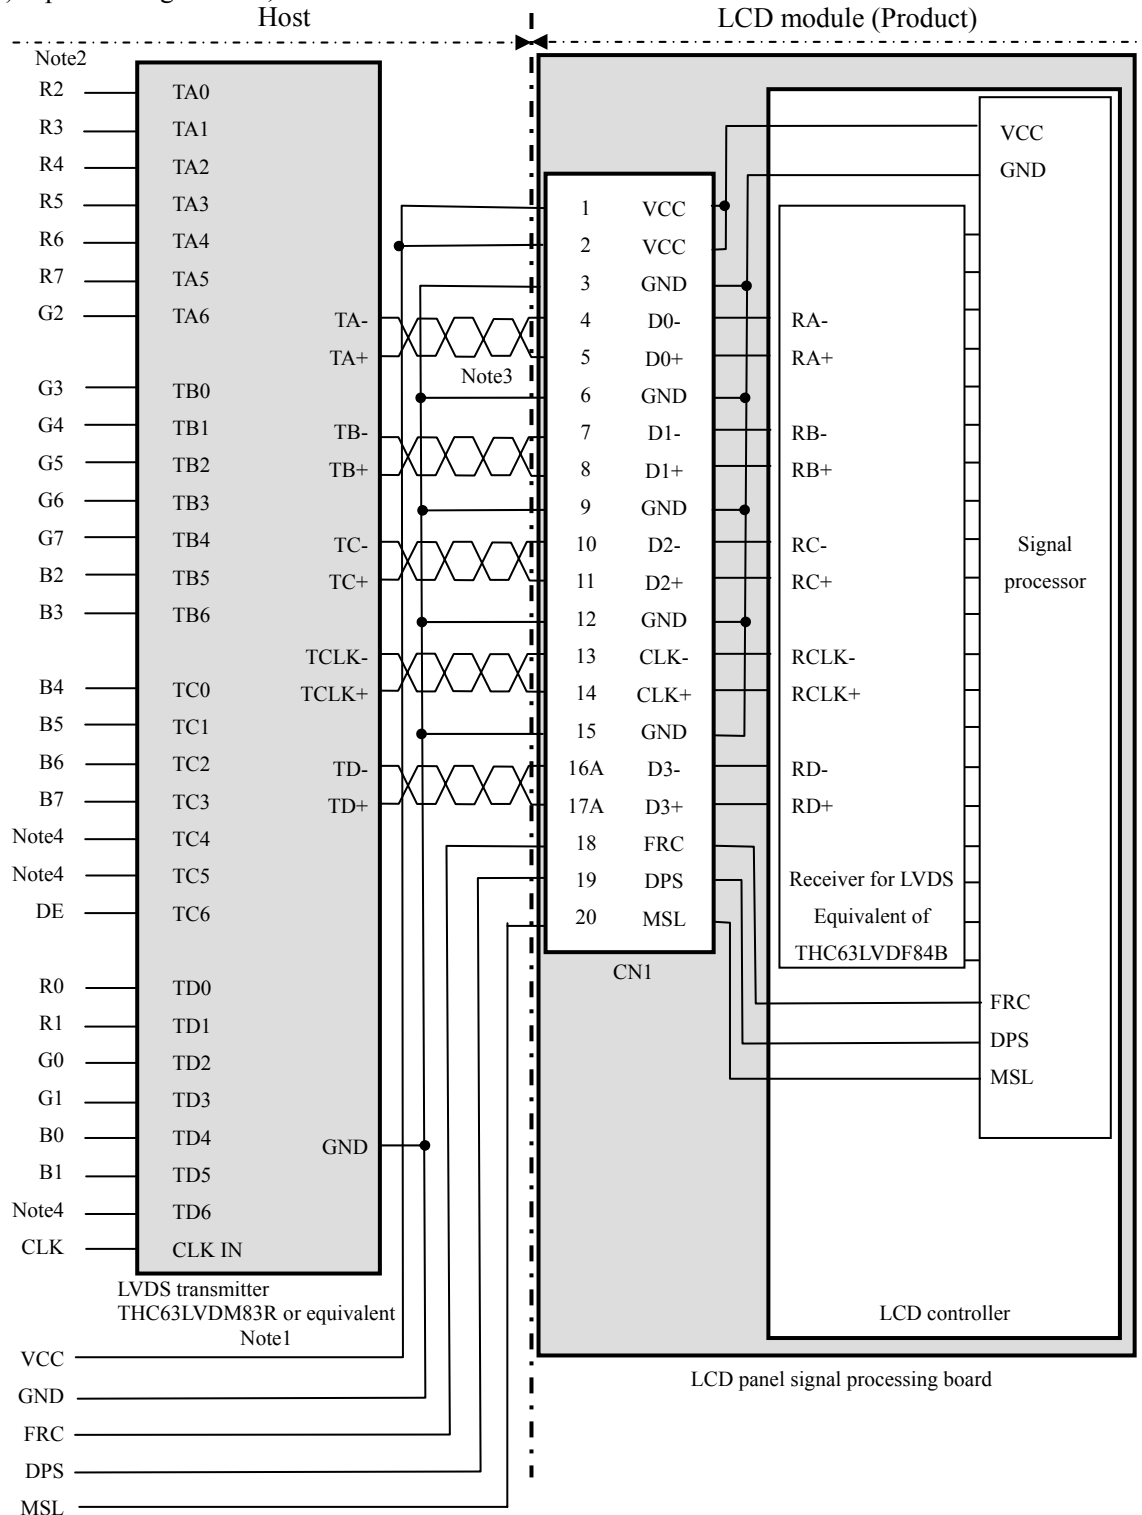 Host
LCD module (Product)
Note2
R2 TA0
R3 TA1
R4 TA2
R5 TA3
R6 TA4
R7 TA5
G2 TA6
G3 TB0
G4 TB1
G5 TB2
G6 TB3
G7 TB4
B2 TB5
B3 TB6
B4 TC0
B5 TC1
B6 TC2
B7 TC3
Note4 TC4
Note4 TC5
DE TC6
R0 TD0
R1 TD1
G0 TD2
G1 TD3
B0 TD4
B1 TD5
Note4 TD6
CLK CLK IN
TA-
TA+
TB-
TB+
TC-
TC+
TCLK-
TCLK+
TD-
TD+
GND
Note3
LVDS transmitter
THC63LVDM83R or equivalent
Note1
VCC
GND
FRC
DPS
MSL
1 VCC
2 VCC
3 GND
4 D0-
5 D0+
6 GND
7 D1-
8 D1+
9 GND
10 D2-
11 D2+
12 GND
13 CLK-
14 CLK+
15 GND
16A D3-
17A D3+
18 FRC
19 DPS
20 MSL
CN1
RA-
RA+
RB-
RB+
RC-
RC+
RCLK-
RCLK+
RD-
RD+
Receiver for LVDS
Equivalent of
THC63LVDF84B
VCC
GND
Signal
processor
FRC
DPS
MSL
LCD controller
LCD panel signal processing board